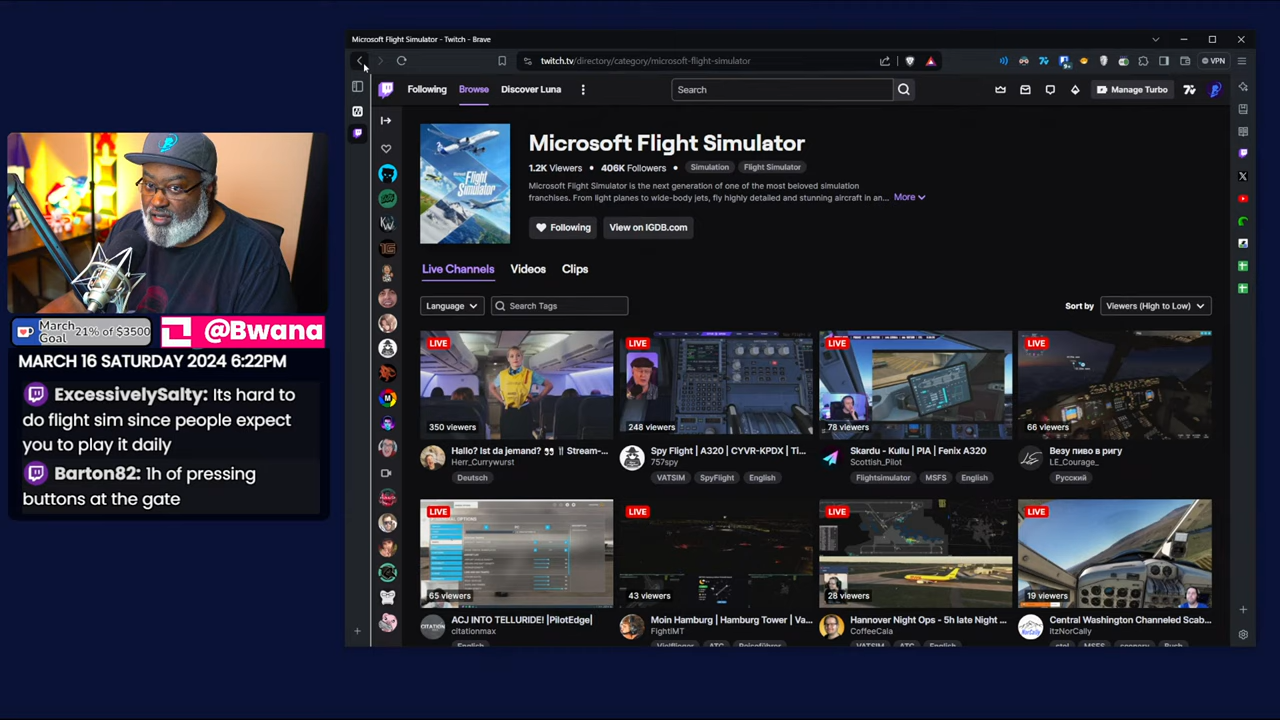 Microsoft Flight Simulator - Twitch - Brave
twitch.tv/directory/category/microsoft-flight-simulator
VPN
Following
Browse
Discover Luna
Search
Manage Turbo
Microsoft
Flight
Simulator
Microsoft Flight Simulator
1.2K Viewers • 406K Followers • Simulation Flight Simulator
Microsoft Flight Simulator is the next generation of one of the most beloved simulation
franchises. From light planes to wide-body jets, fly highly detailed and stunning aircraft in an... More
Following
View on IGDB.com
Live Channels
Videos
Clips
Language
Search Tags
Sort by
Viewers (High to Low)
LIVE
350 viewers
Hallo? Ist da jemand? 👀 !! Stream-...
Herr_Currywurst
Deutsch
LIVE
248 viewers
Spy Flight | A320 | CYVR-KPDX | Ti...
757spy
VATSIM SpyFlight English
LIVE
78 viewers
Skardu - Kullu | PIA | Fenix A320
Scottish_Pilot
Flightsimulator MSFS English
LIVE
66 viewers
Везу пиво в ригу
LE_Courage_
Русский
LIVE
65 viewers
ACJ INTO TELLURIDE! |PilotEdge|
citationmax
English
LIVE
43 viewers
Moin Hamburg | Hamburg Tower | Va...
FlightMT
LIVE
28 viewers
Hannover Night Ops - 5h late Night ...
CoffeeCala
VATSIM ATC English
LIVE
19 viewers
Central Washington Channeled Scab...
ItzNorCally
March
Goal
21% of $3500
@Bwana
MARCH 16 SATURDAY 2024 6:22PM
ExcessivelySalty: Its hard to
do flight sim since people expect
you to play it daily
Barton82: 1h of pressing
buttons at the gate